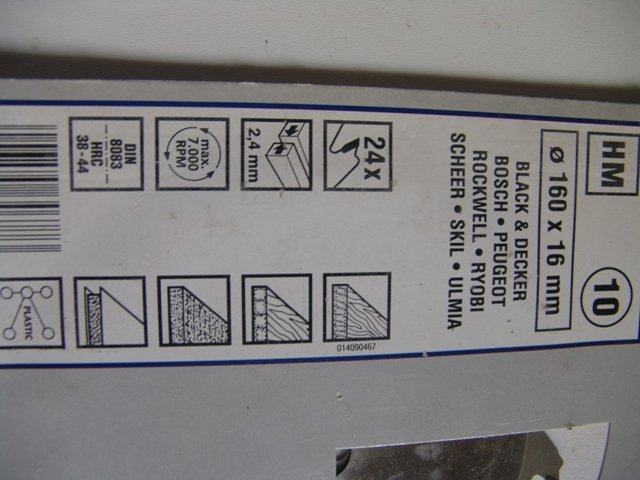 HM
10
ø 160 x 16 mm
BLACK & DECKER
BOSCH • PEUGEOT
ROCKWELL • RYOBI
SCHEER • SKIL • ULMIA
24x
2,4 mm
max.
7.000
RPM
DIN
8083
HRC
38-44
014090467
PLASTIC